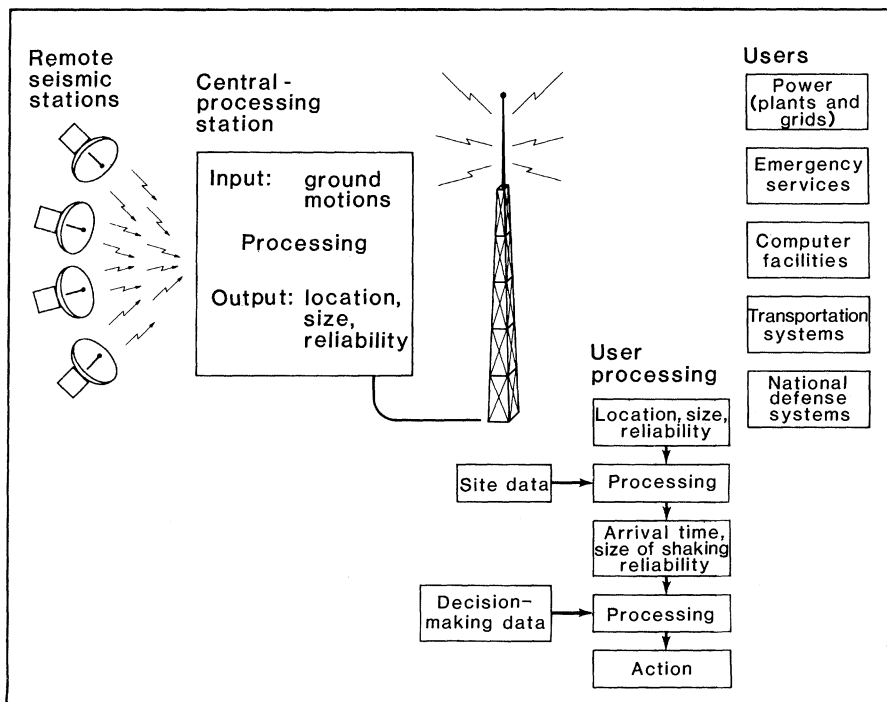 Remote
seismic
stations
Central-
processing
station
Input: ground
motions
Processing
Output: location,
size,
reliability
Users
Power
(plants and
grids)
Emergency
services
Computer
facilities
Transportation
systems
National
defense
systems
User
processing
Location, size,
reliability
Site data
Processing
Arrival time,
size of shaking
reliability
Decision-
making data
Processing
Action